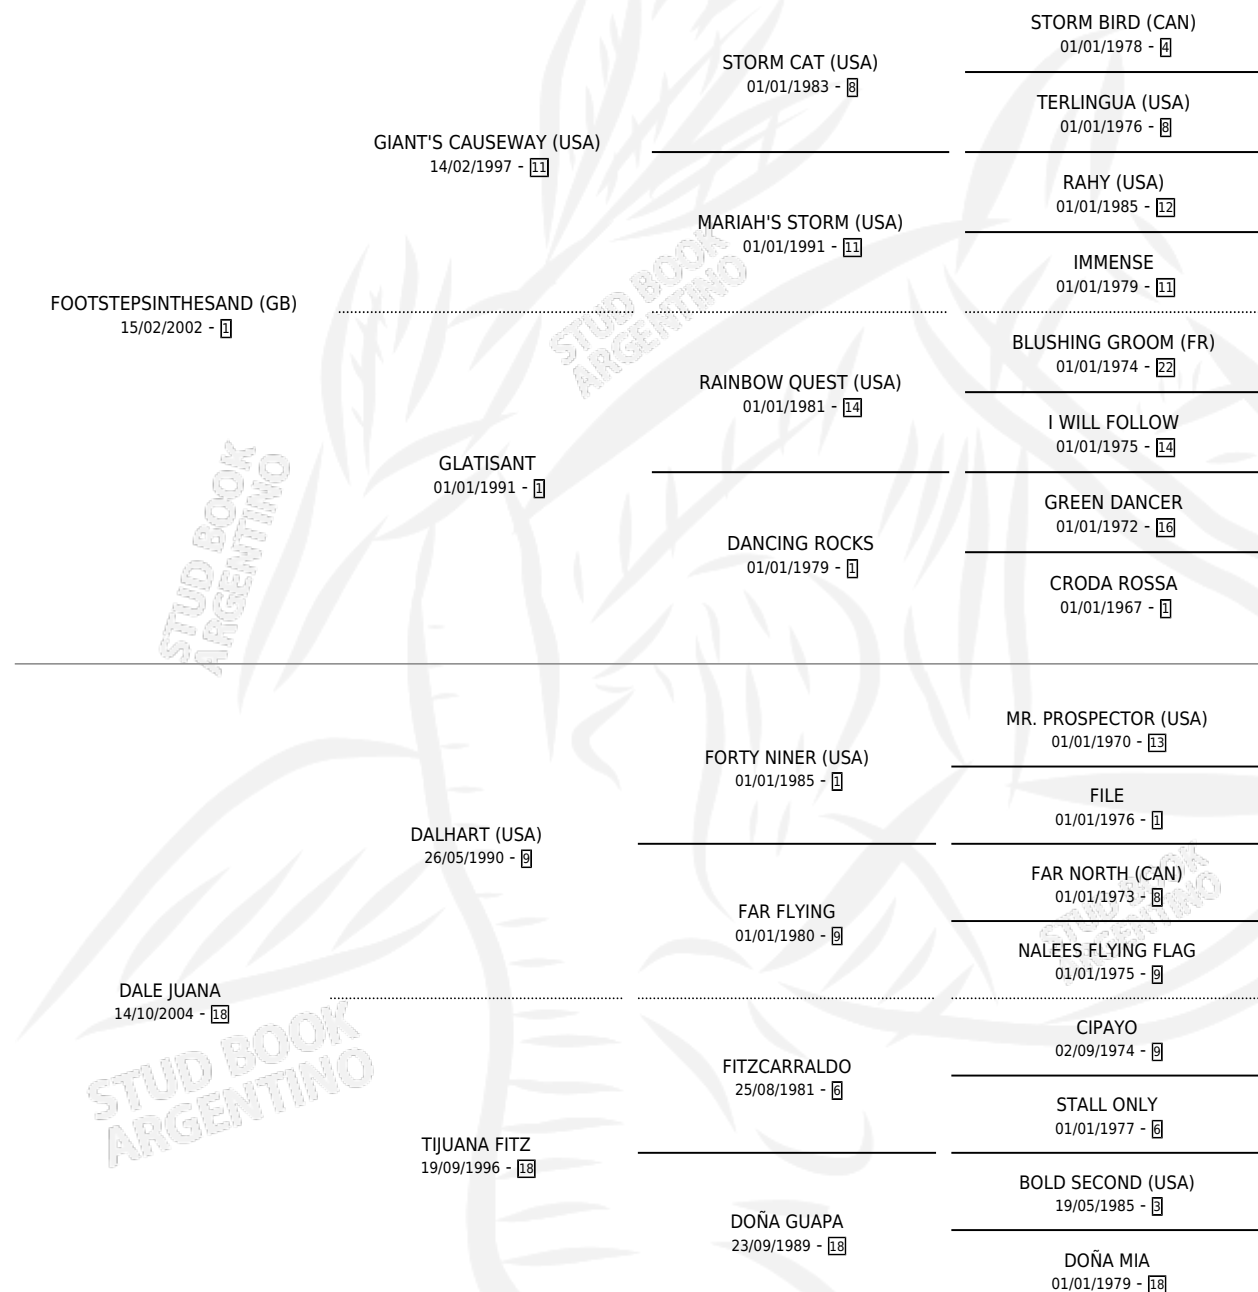 STORM BIRD (CAN)
01/01/1978 - 4
STORM CAT (USA)
01/01/1983 - 8
TERLINGUA (USA)
01/01/1976 - 8
GIANT'S CAUSEWAY (USA)
14/02/1997 - 11
RAHY (USA)
01/01/1985 - 12
MARIAH'S STORM (USA)
01/01/1991 - 11
IMMENSE
01/01/1979 - 11
FOOTSTEPSINTHESAND (GB)
15/02/2002 - 1
STUD BOOK
ARGENTINO
BLUSHING GROOM (FR)
01/01/1974 - 22
RAINBOW QUEST (USA)
01/01/1981 - 14
I WILL FOLLOW
01/01/1975 - 14
GLATISANT
01/01/1991 - 1
GREEN DANCER
01/01/1972 - 16
DANCING ROCKS
01/01/1979 - 1
CRODA ROSSA
01/01/1967 - 1
STUD BOOK
ARGENTINO
MR. PROSPECTOR (USA)
01/01/1970 - 13
FORTY NINER (USA)
01/01/1985 - 1
FILE
01/01/1976 - 1
DALHART (USA)
26/05/1990 - 9
FAR NORTH (CAN)
01/01/1973 - 8
STUD BOOK
ARGENTINO
FAR FLYING
01/01/1980 - 9
NALEES FLYING FLAG
01/01/1975 - 9
DALE JUANA
14/10/2004 - 18
STUD BOOK
ARGENTINO
CIPAYO
02/09/1974 - 9
FITZCARRALDO
25/08/1981 - 6
STALL ONLY
01/01/1977 - 6
TIJUANA FITZ
19/09/1996 - 18
BOLD SECOND (USA)
19/05/1985 - 3
DOÑA GUAPA
23/09/1989 - 18
DOÑA MIA
01/01/1979 - 18